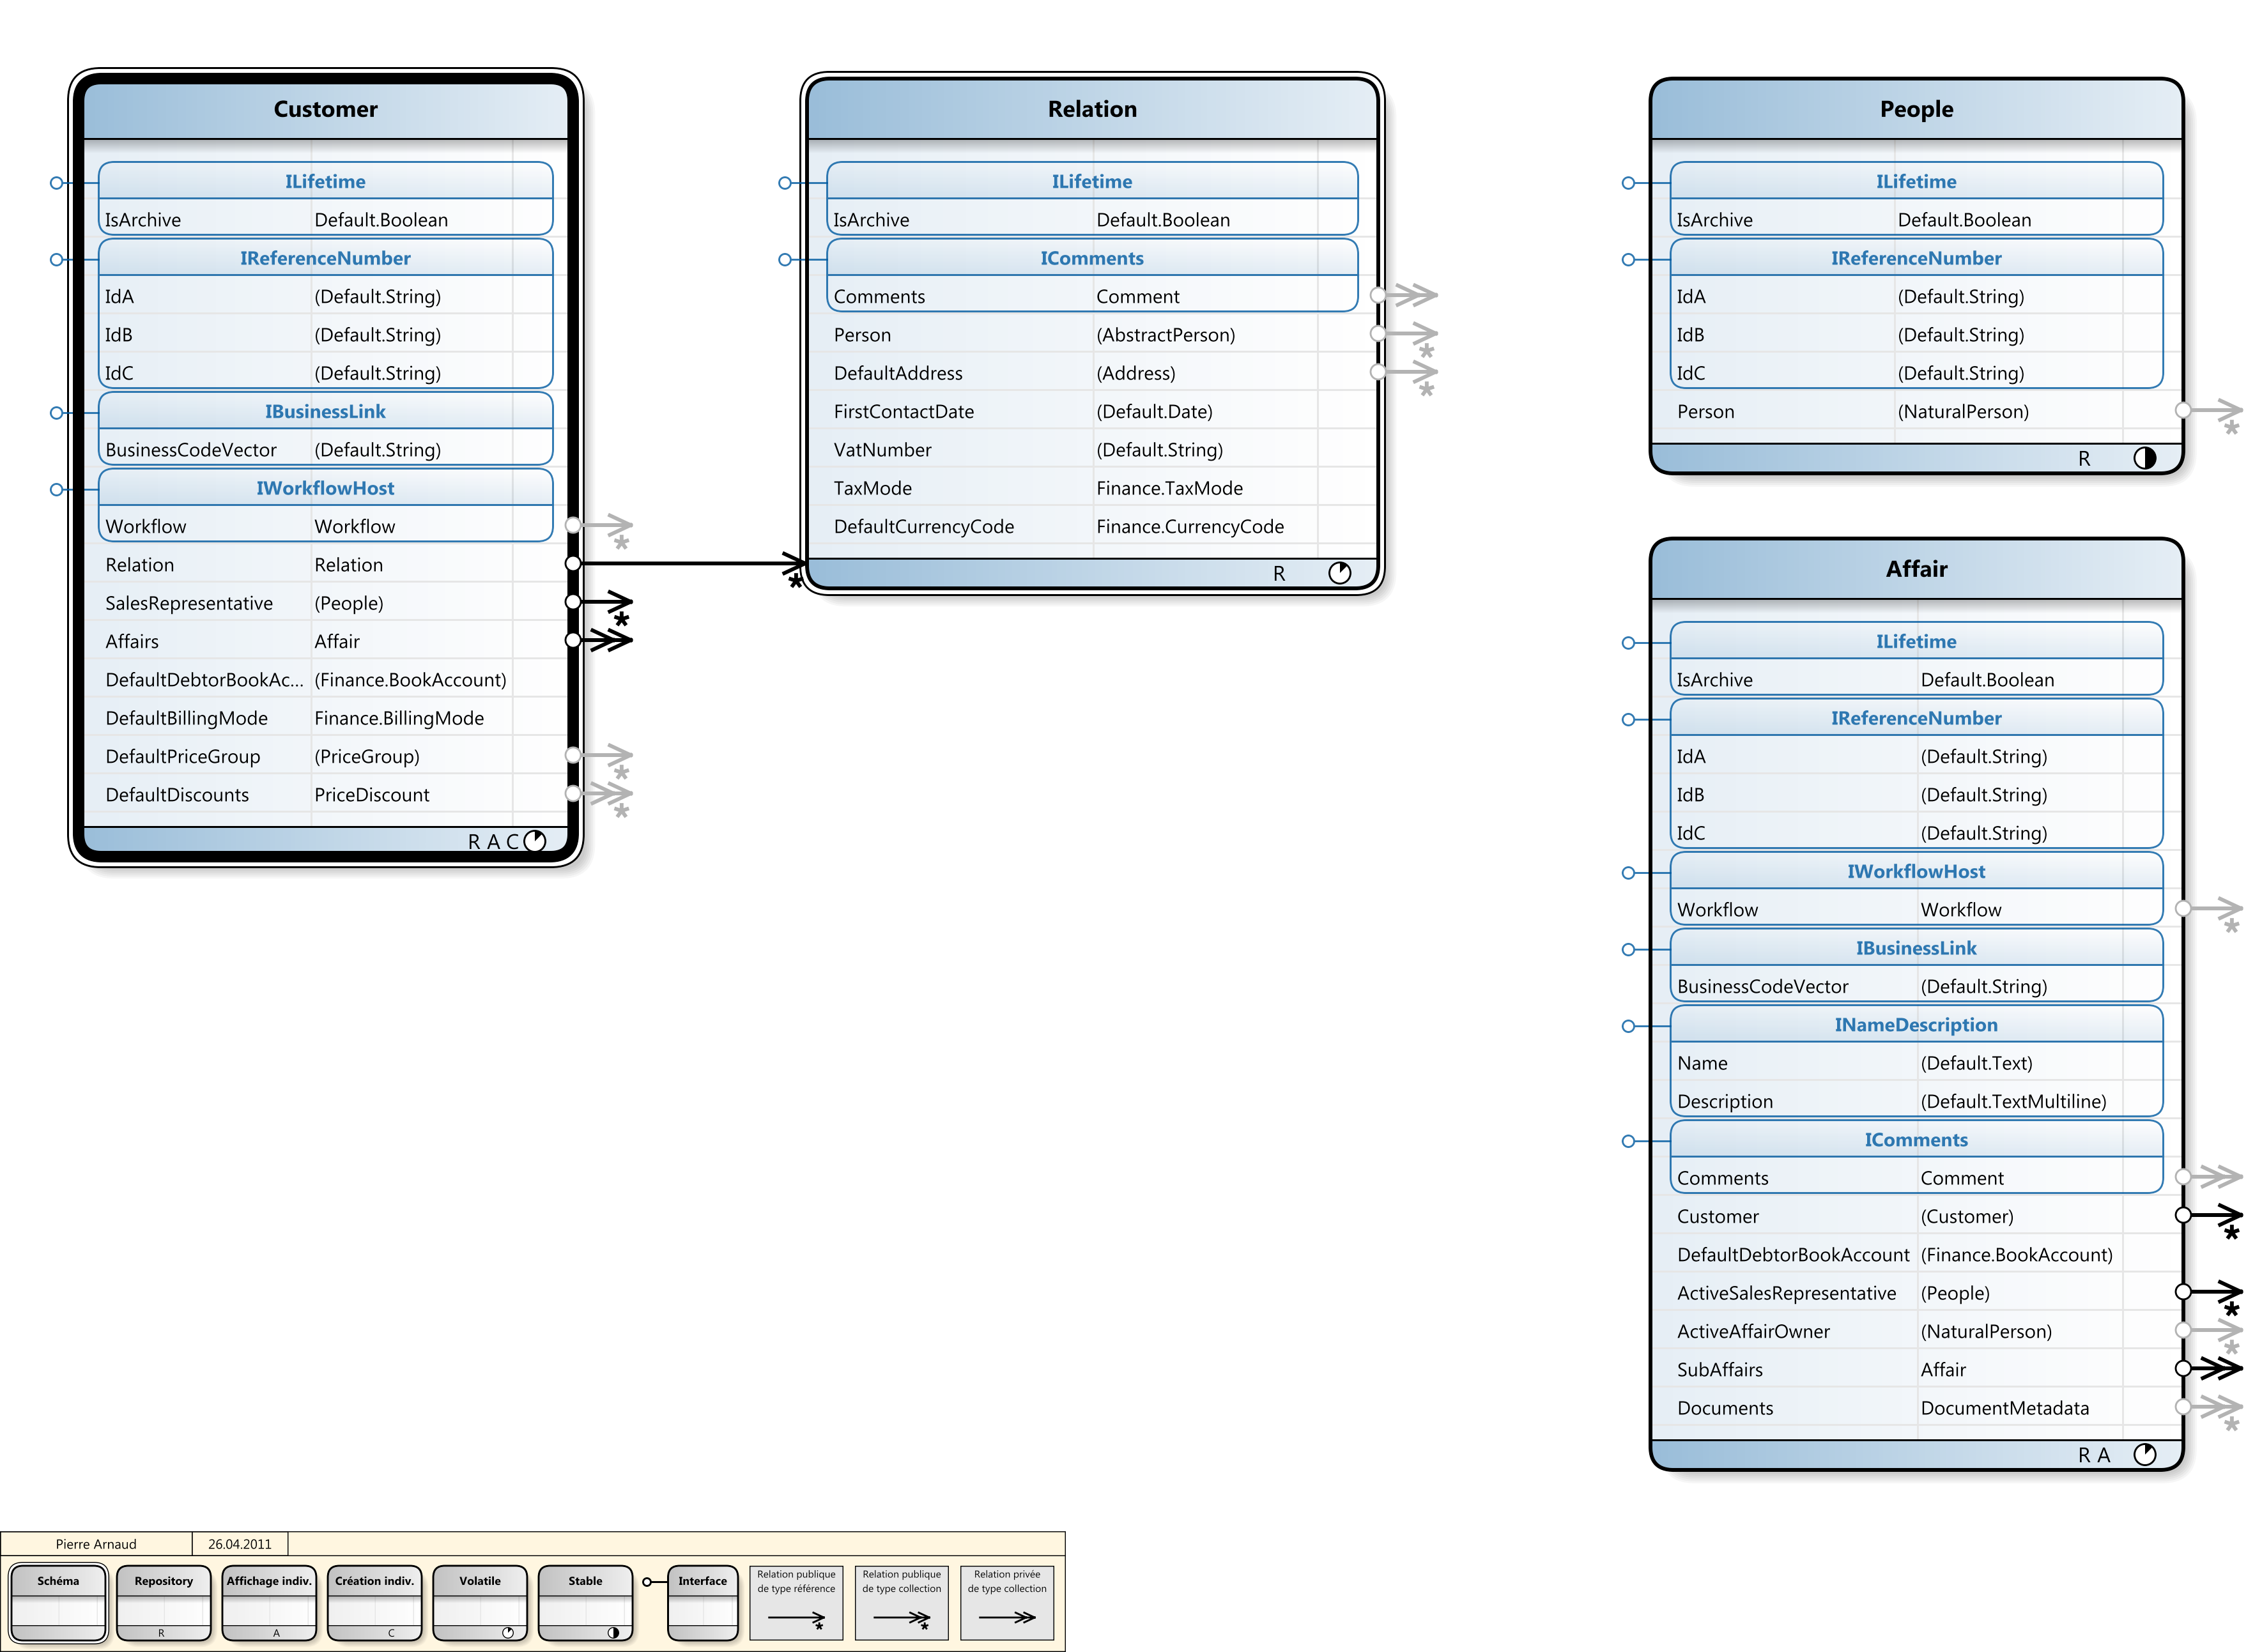 Customer
ILifetime
IsArchive Default.Boolean
IReferenceNumber
IdA (Default.String)
IdB (Default.String)
IdC (Default.String)
IBusinessLink
BusinessCodeVector (Default.String)
IWorkflowHost
Workflow Workflow
Relation Relation
SalesRepresentative (People)
Affairs Affair
DefaultDebtorBookAc... (Finance.BookAccount)
DefaultBillingMode Finance.BillingMode
DefaultPriceGroup (PriceGroup)
DefaultDiscounts PriceDiscount
R A C
Relation
ILifetime
IsArchive Default.Boolean
IComments
Comments Comment
Person (AbstractPerson)
DefaultAddress (Address)
FirstContactDate (Default.Date)
VatNumber (Default.String)
TaxMode Finance.TaxMode
DefaultCurrencyCode Finance.CurrencyCode
R
People
ILifetime
IsArchive Default.Boolean
IReferenceNumber
IdA (Default.String)
IdB (Default.String)
IdC (Default.String)
Person (NaturalPerson)
R
Affair
ILifetime
IsArchive Default.Boolean
IReferenceNumber
IdA (Default.String)
IdB (Default.String)
IdC (Default.String)
IWorkflowHost
Workflow Workflow
IBusinessLink
BusinessCodeVector (Default.String)
INameDescription
Name (Default.Text)
Description (Default.TextMultiline)
IComments
Comments Comment
Customer (Customer)
DefaultDebtorBookAccount (Finance.BookAccount)
ActiveSalesRepresentative (People)
ActiveAffairOwner (NaturalPerson)
SubAffairs Affair
Documents DocumentMetadata
R A
Pierre Arnaud 26.04.2011
Schéma
Repository
R
Affichage indiv.
A
Création indiv.
C
Volatile
Stable
Interface
Relation publique
de type référence
Relation publique
de type collection
Relation privée
de type collection